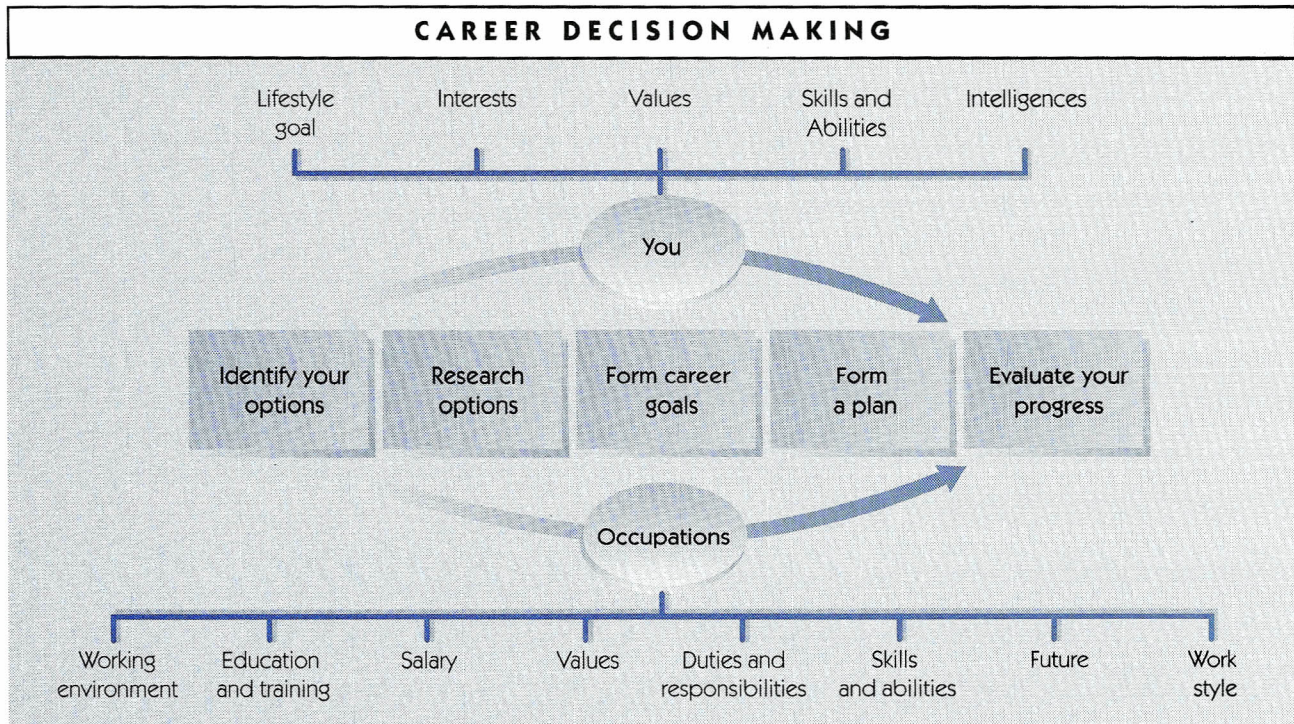 CAREER DECISION MAKING
Lifestyle
goal
Interests
Values
Skills and
Abilities
Intelligences
You
Identify your
options
Research
options
Form career
goals
Form
a plan
Evaluate your
progress
Occupations
Working
environment
Education
and training
Salary
Values
Duties and
responsibilities
Skills
and abilities
Future
Work
style